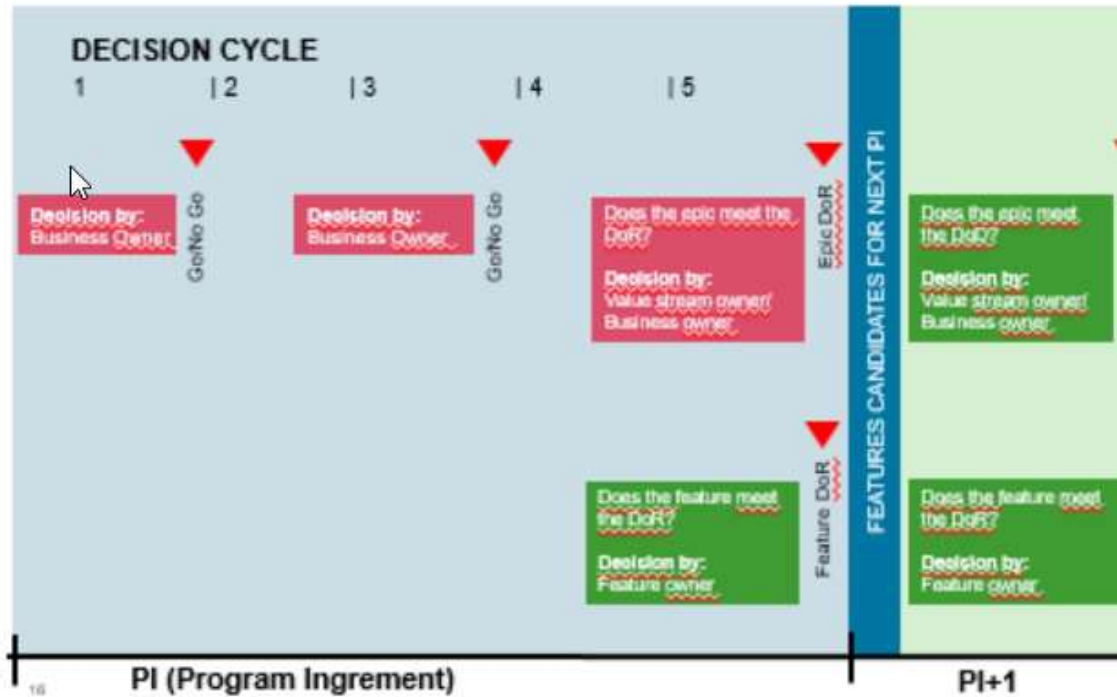 DECISION CYCLE
1 | 2 | 3 | 4 | 5
Decision by:
Business Owner
Go/No Go
Decision by:
Business Owner
Go/No Go
Does the epic meet the
DoR?
Decision by:
Value stream owner/
Business owner
Epic DoR
FEATURES CANDIDATES FOR NEXT PI
Does the epic meet
the DoD?
Decision by:
Value stream owner/
Business owner
Does the feature meet
the DoR?
Decision by:
Feature owner
Feature DoR
Does the feature meet
the DoR?
Decision by:
Feature owner
16
PI (Program Ingrement)
PI+1